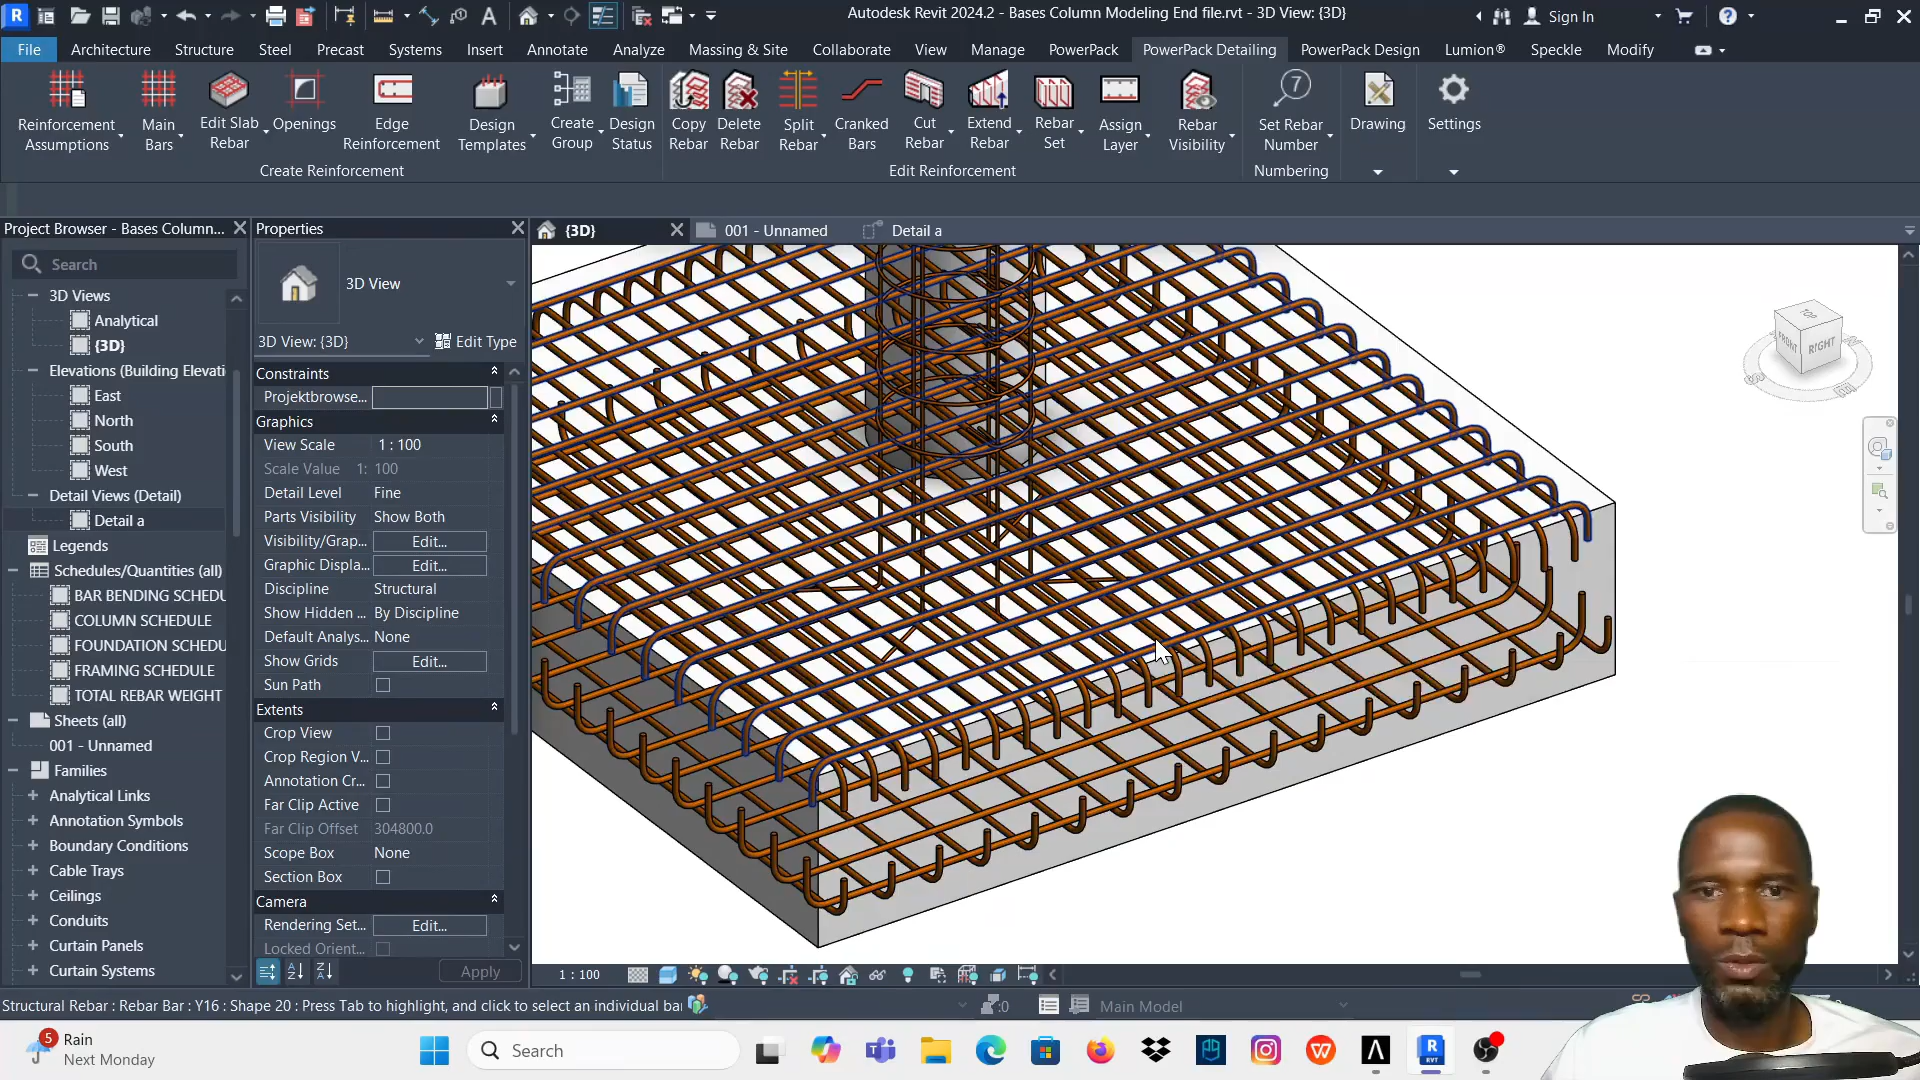 Autodesk Revit 2024.2 - Bases Column Modeling End file.rvt - 3D View: {3D}
Sign In
File Architecture Structure Steel Precast Systems Insert Annotate Analyze Massing & Site Collaborate View Manage PowerPack PowerPack Detailing PowerPack Design Lumion® Speckle Modify
Reinforcement Assumptions
Main Bars
Edit Slab Rebar
Openings
Edge Reinforcement
Design Templates
Create Group
Design Status
Copy Rebar
Delete Rebar
Split Rebar
Cranked Bars
Cut Rebar
Extend Rebar
Rebar Set
Assign Layer
Rebar Visibility
7
Set Rebar Number
Drawing
Settings
Create Reinforcement
Edit Reinforcement
Numbering
Project Browser - Bases Column...
Search
3D Views
Analytical
{3D}
Elevations (Building Elevati
East
North
South
West
Detail Views (Detail)
Detail a
Legends
Schedules/Quantities (all)
BAR BENDING SCHEDU
COLUMN SCHEDULE
FOUNDATION SCHEDU
FRAMING SCHEDULE
TOTAL REBAR WEIGHT
Sheets (all)
001 - Unnamed
Families
Analytical Links
Annotation Symbols
Boundary Conditions
Cable Trays
Ceilings
Conduits
Curtain Panels
Curtain Systems
Properties
3D View
3D View: {3D}
Edit Type
Constraints
Projektbrowse...
Graphics
View Scale 1 : 100
Scale Value 1: 100
Detail Level Fine
Parts Visibility Show Both
Visibility/Grap... Edit...
Graphic Displa... Edit...
Discipline Structural
Show Hidden ... By Discipline
Default Analys... None
Show Grids Edit...
Sun Path
Extents
Crop View
Crop Region V...
Annotation Cr...
Far Clip Active
Far Clip Offset 304800.0
Scope Box None
Section Box
Camera
Rendering Set... Edit...
Locked Orient...
Apply
{3D}
001 - Unnamed
Detail a
TOP
FRONT
RIGHT
1 : 100
Structural Rebar : Rebar Bar : Y16 : Shape 20 : Press Tab to highlight, and click to select an individual bar
:0
Main Model
5
Rain
Next Monday
Search